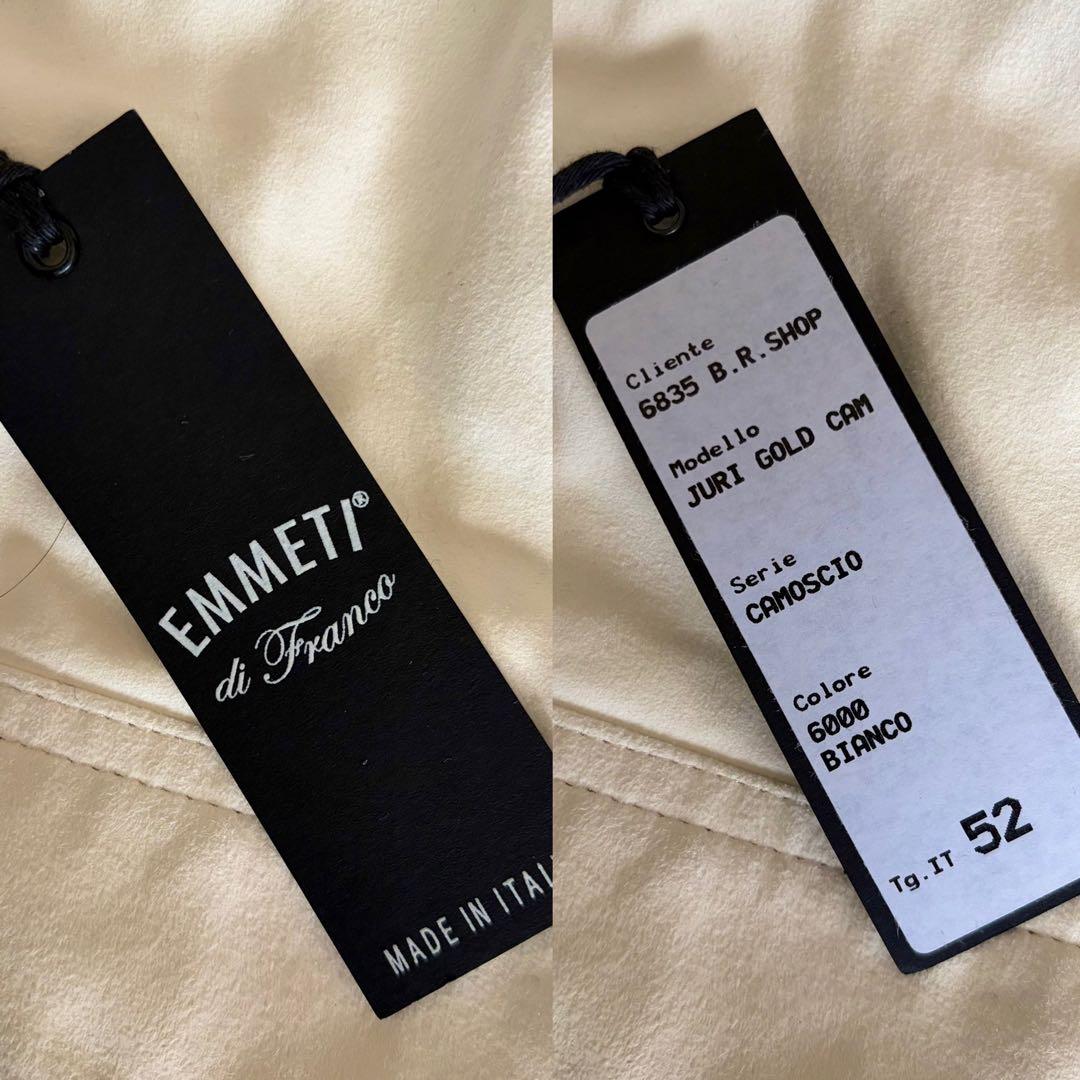 EMMETI®
di Franco
MADE IN ITAL
Cliente
6835 B.R.SHOP
Modello
JURI GOLD CAM
Serie
CAMOSCIO
Colore
6000
BIANCO
Tg.IT 52